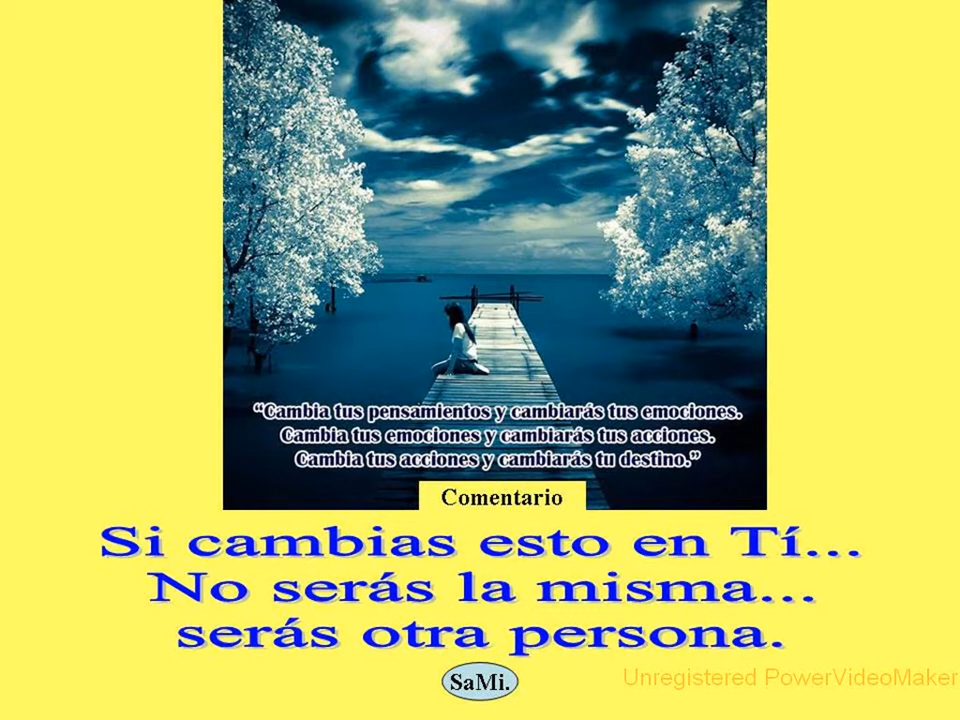 “Cambia tus pensamientos y cambiarás tus emociones.
Cambia tus emociones y cambiarás tus acciones.
Cambia tus acciones y cambiarás tu destino.”
Comentario
Si cambias esto en Tí...
No serás la misma...
serás otra persona.
SaMi.
Unregistered PowerVideoMaker